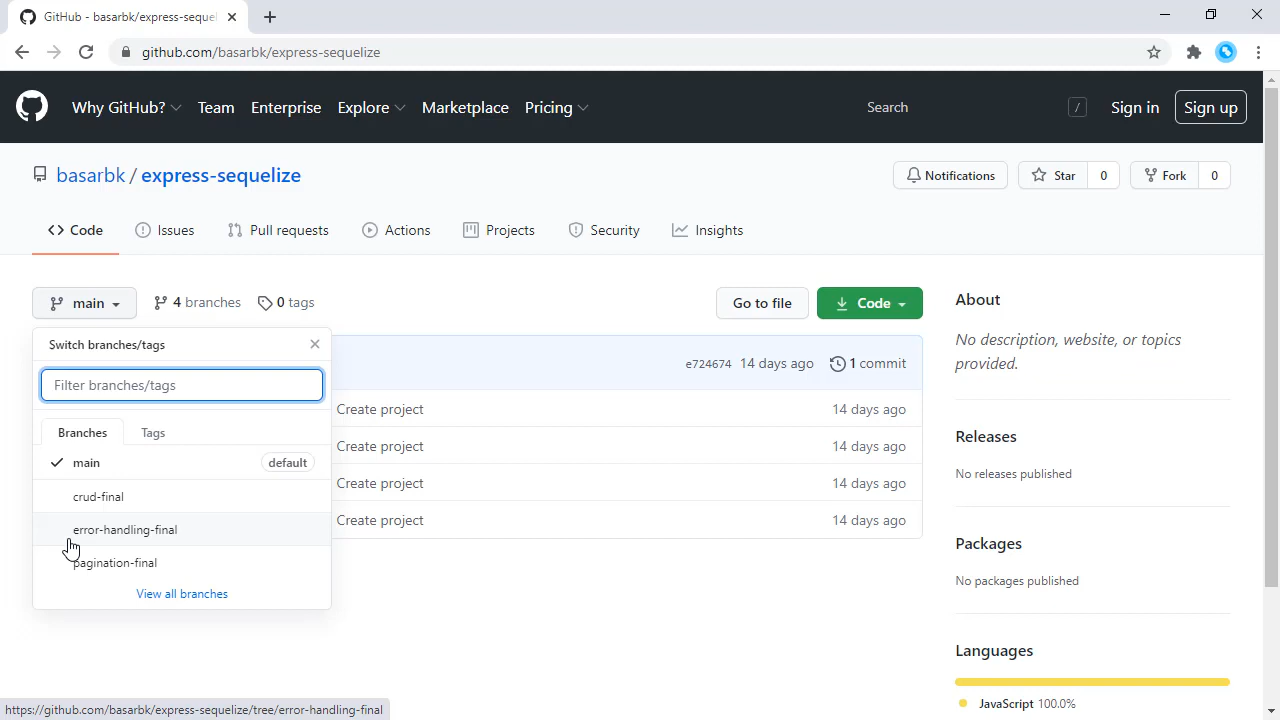 GitHub - basarbk/express-seque
github.com/basarbk/express-sequelize
Why GitHub? Team Enterprise Explore Marketplace Pricing Search / Sign in Sign up
basarbk / express-sequelize Notifications Star 0 Fork 0
Code Issues Pull requests Actions Projects Security Insights
main 4 branches 0 tags Go to file Code About
Switch branches/tags
No description, website, or topics
provided.
e724674 14 days ago 1 commit
Filter branches/tags
Create project 14 days ago
Branches Tags
Releases
Create project 14 days ago
main default
No releases published
Create project 14 days ago
crud-final
Create project 14 days ago
error-handling-final
Packages
pagination-final
No packages published
View all branches
Languages
JavaScript 100.0%
https://github.com/basarbk/express-sequelize/tree/error-handling-final